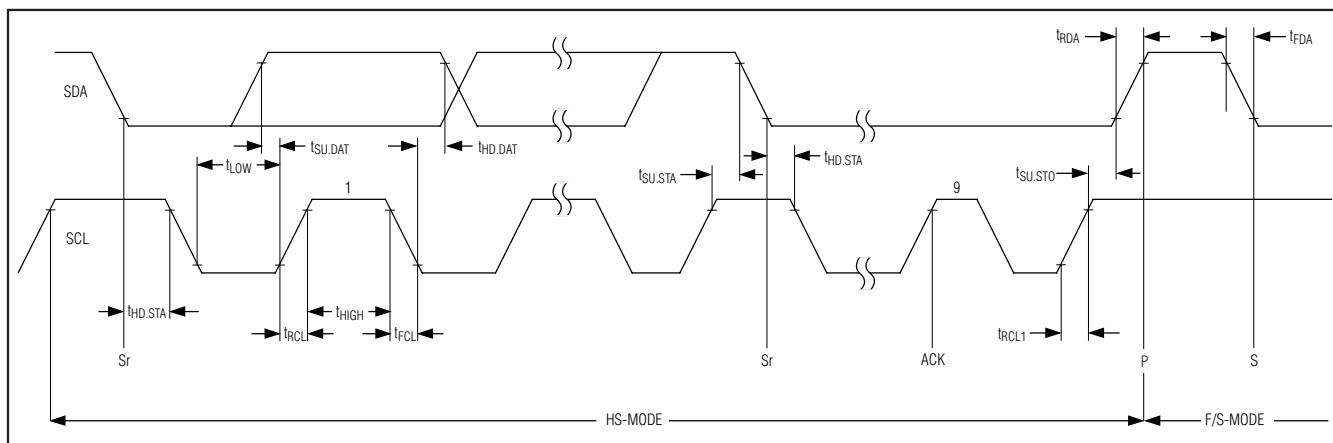 tRDA
tFDA
SDA
tSU.DAT
tHD.DAT
tHD.STA
tLOW
tSU.STA
tSU.STO
1
9
SCL
tHD.STA
tHIGH
tRCL
tFCL
tRCL1
Sr
Sr
ACK
P
S
HS-MODE
F/S-MODE